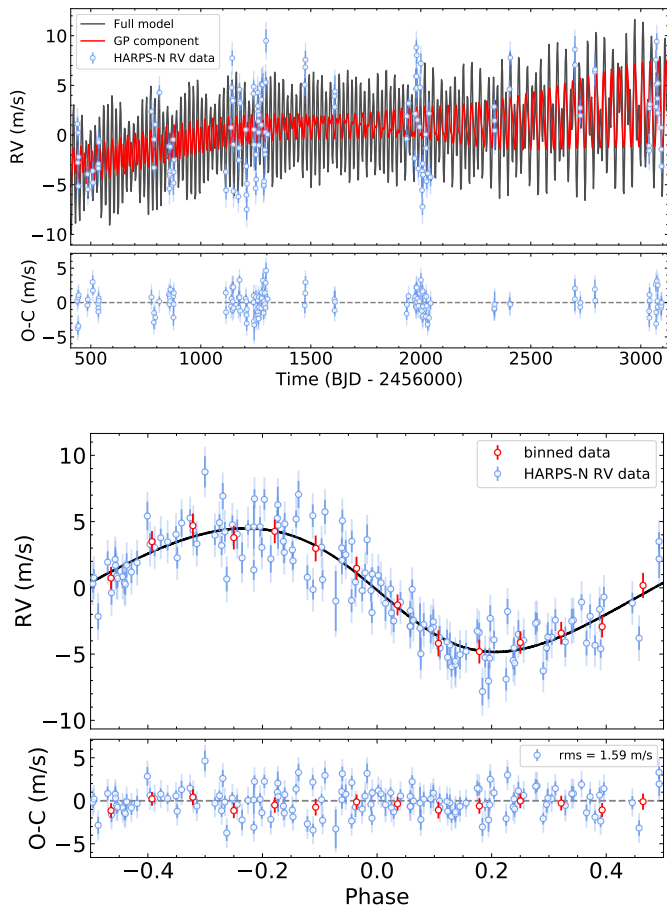 Full model
GP component
HARPS-N RV data
10
5
0
−5
−10
RV (m/s)
5
0
−5
O-C (m/s)
500 1000 1500 2000 2500 3000
Time (BJD - 2456000)
binned data
HARPS-N RV data
10
5
0
−5
−10
RV (m/s)
rms = 1.59 m/s
5
0
−5
O-C (m/s)
−0.4 −0.2 0.0 0.2 0.4
Phase